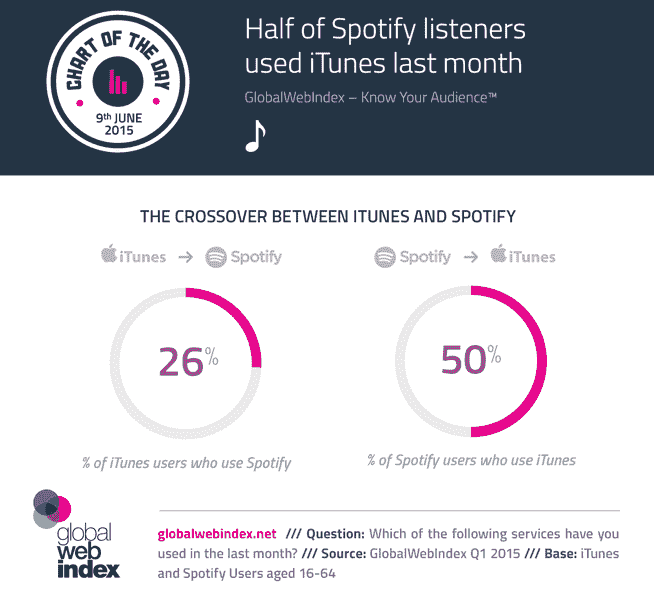 CHART OF THE DAY
9th JUNE
2015
Half of Spotify listeners
used iTunes last month
GlobalWebIndex – Know Your Audience™
THE CROSSOVER BETWEEN ITUNES AND SPOTIFY
iTunes → Spotify
Spotify → iTunes
26%
50%
% of iTunes users who use Spotify
% of Spotify users who use iTunes
global
web
index
globalwebindex.net /// Question: Which of the following services have you
used in the last month? /// Source: GlobalWebIndex Q1 2015 /// Base: iTunes
and Spotify Users aged 16-64